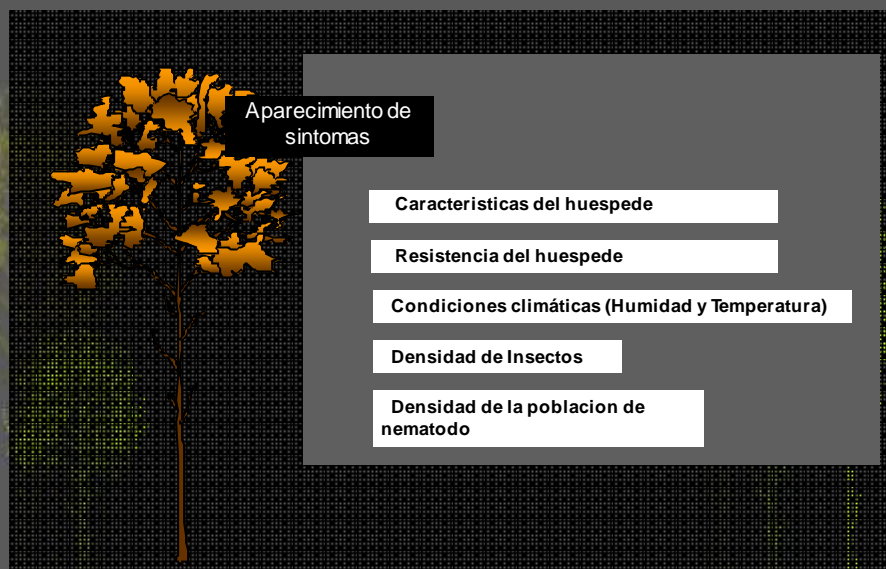 Aparecimiento de
sintomas
Caracteristicas del huespede
Resistencia del huespede
Condiciones climáticas (Humidad y Temperatura)
Densidad de Insectos
Densidad de la poblacion de
nematodo